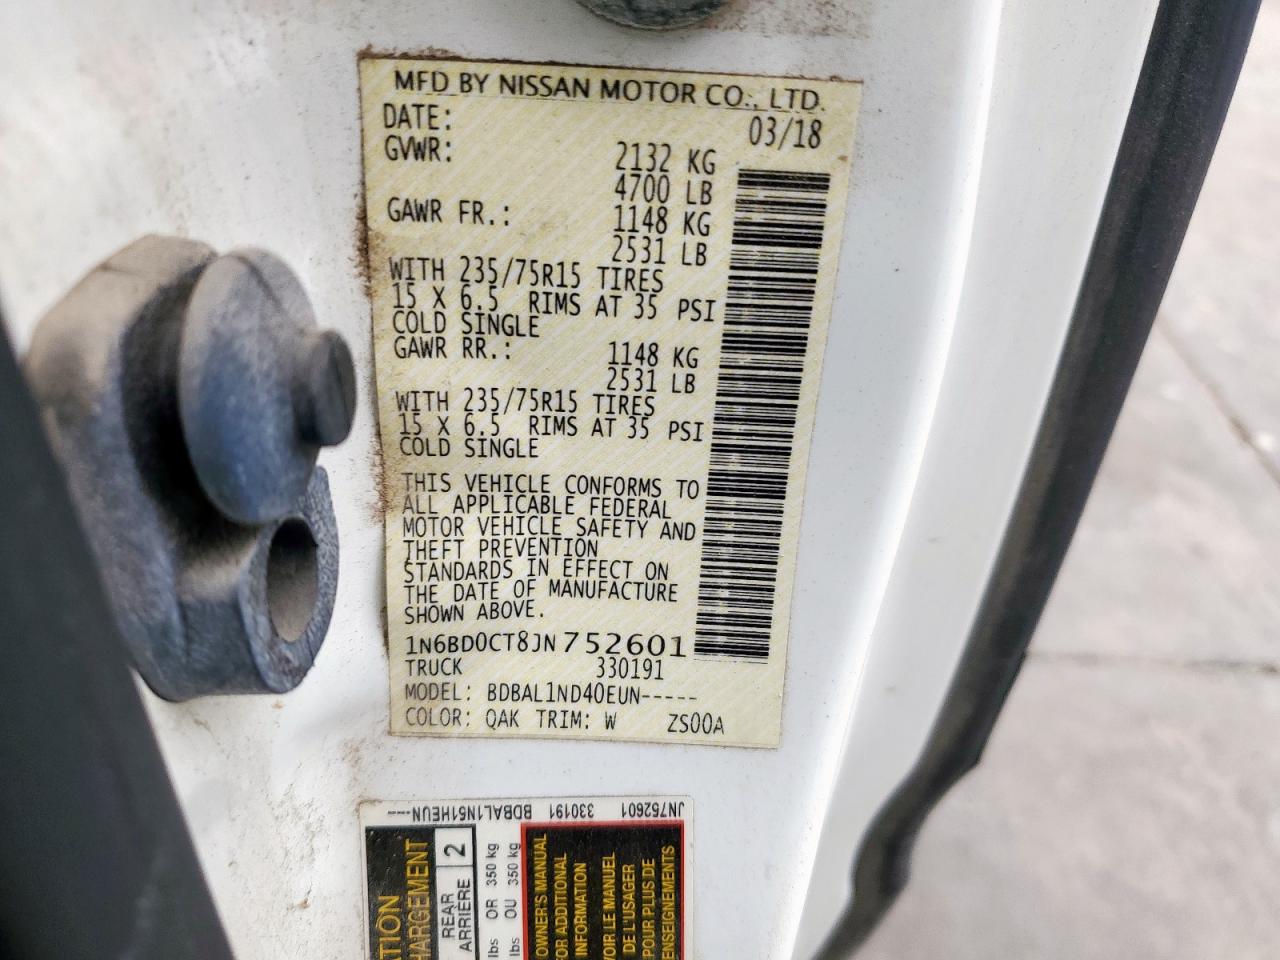 MFD BY NISSAN MOTOR CO., LTD.
DATE: 03/18
GVWR: 2132 KG
4700 LB
GAWR FR.: 1148 KG
2531 LB
WITH 235/75R15 TIRES
15 X 6.5 RIMS AT 35 PSI
COLD SINGLE
GAWR RR.: 1148 KG
2531 LB
WITH 235/75R15 TIRES
15 X 6.5 RIMS AT 35 PSI
COLD SINGLE
THIS VEHICLE CONFORMS TO
ALL APPLICABLE FEDERAL
MOTOR VEHICLE SAFETY AND
THEFT PREVENTION
STANDARDS IN EFFECT ON
THE DATE OF MANUFACTURE
SHOWN ABOVE.
1N6BD0CT8JN752601
TRUCK 330191
MODEL: BDBAL1ND40EUN-----
COLOR: QAK TRIM: W ZS00A
JN752601 330191 BDBAL1N51HEUN-----
REAR 2
ARRIÈRE
lbs OR 350 kg
lbs OU 350 kg
OWNER'S MANUAL
FOR ADDITIONAL
INFORMATION
VOIR LE MANUEL
DE L'USAGER
POUR PLUS DE